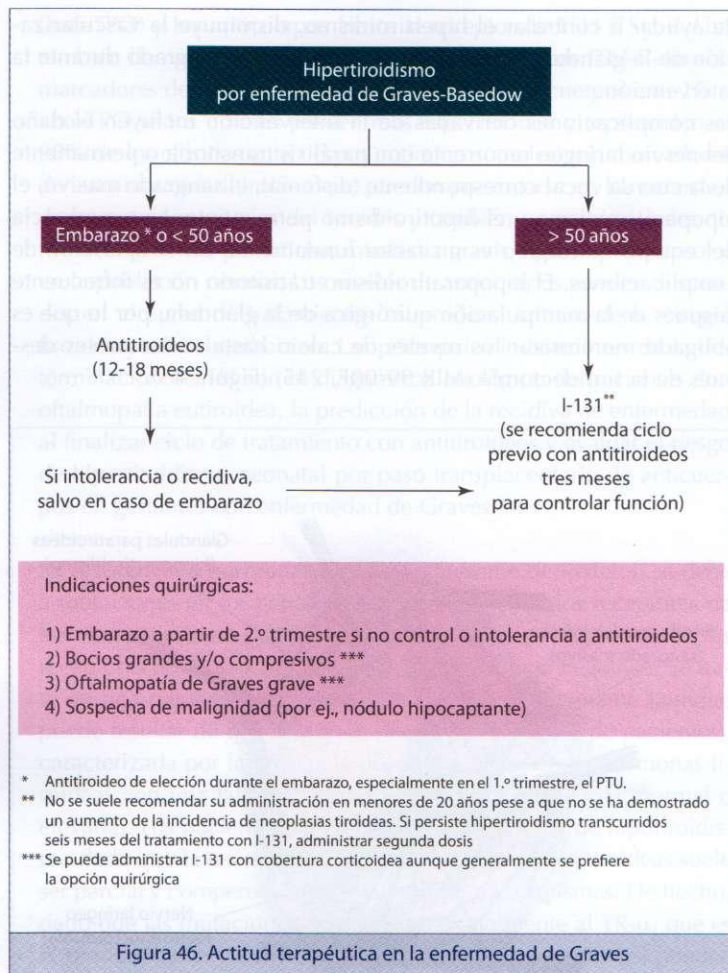 Hipertiroidismo
por enfermedad de Graves-Basedow
Embarazo * o < 50 años
> 50 años
Antitiroideos
(12-18 meses)
I-131**
(se recomienda ciclo
previo con antitiroideos
tres meses
para controlar función)
Si intolerancia o recidiva,
salvo en caso de embarazo
Indicaciones quirúrgicas:
1) Embarazo a partir de 2.º trimestre si no control o intolerancia a antitiroideos
2) Bocios grandes y/o compresivos ***
3) Oftalmopatía de Graves grave ***
4) Sospecha de malignidad (por ej., nódulo hipocaptante)
* Antitiroideo de elección durante el embarazo, especialmente en el 1.º trimestre, el PTU.
** No se suele recomendar su administración en menores de 20 años pese a que no se ha demostrado
un aumento de la incidencia de neoplasias tiroideas. Si persiste hipertiroidismo transcurridos
seis meses del tratamiento con I-131, administrar segunda dosis
*** Se puede administrar I-131 con cobertura corticoidea aunque generalmente se prefiere
la opción quirúrgica
Figura 46. Actitud terapéutica en la enfermedad de Graves